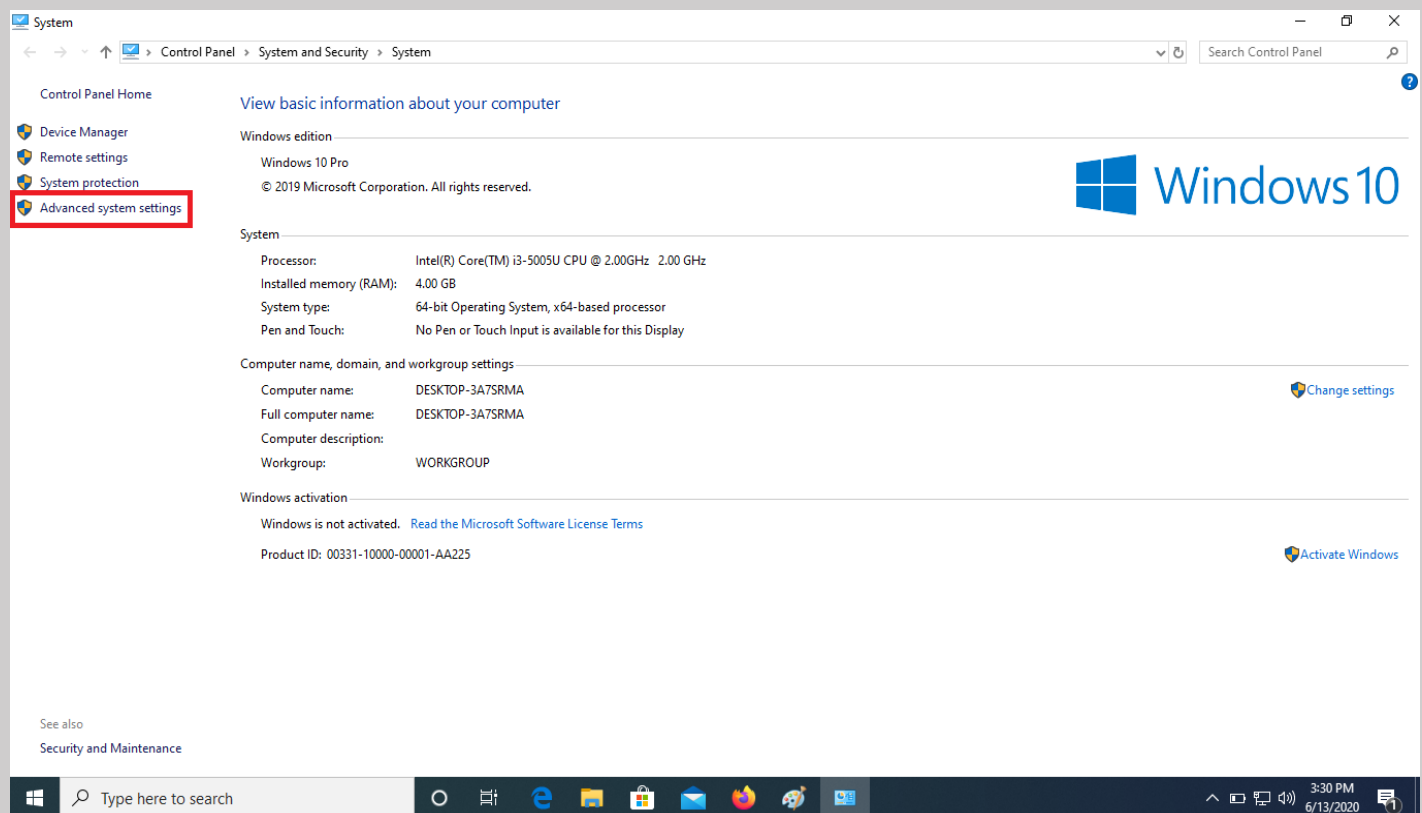 System
Control Panel > System and Security > System
Search Control Panel
?
Control Panel Home
Device Manager
Remote settings
System protection
Advanced system settings
View basic information about your computer
Windows edition
Windows 10 Pro
© 2019 Microsoft Corporation. All rights reserved.
Windows 10
System
Processor: Intel(R) Core(TM) i3-5005U CPU @ 2.00GHz 2.00 GHz
Installed memory (RAM): 4.00 GB
System type: 64-bit Operating System, x64-based processor
Pen and Touch: No Pen or Touch Input is available for this Display
Computer name, domain, and workgroup settings
Computer name: DESKTOP-3A7SRMA
Change settings
Full computer name: DESKTOP-3A7SRMA
Computer description:
Workgroup: WORKGROUP
Windows activation
Windows is not activated. Read the Microsoft Software License Terms
Product ID: 00331-10000-00001-AA225
Activate Windows
See also
Security and Maintenance
Type here to search
3:30 PM
6/13/2020
1